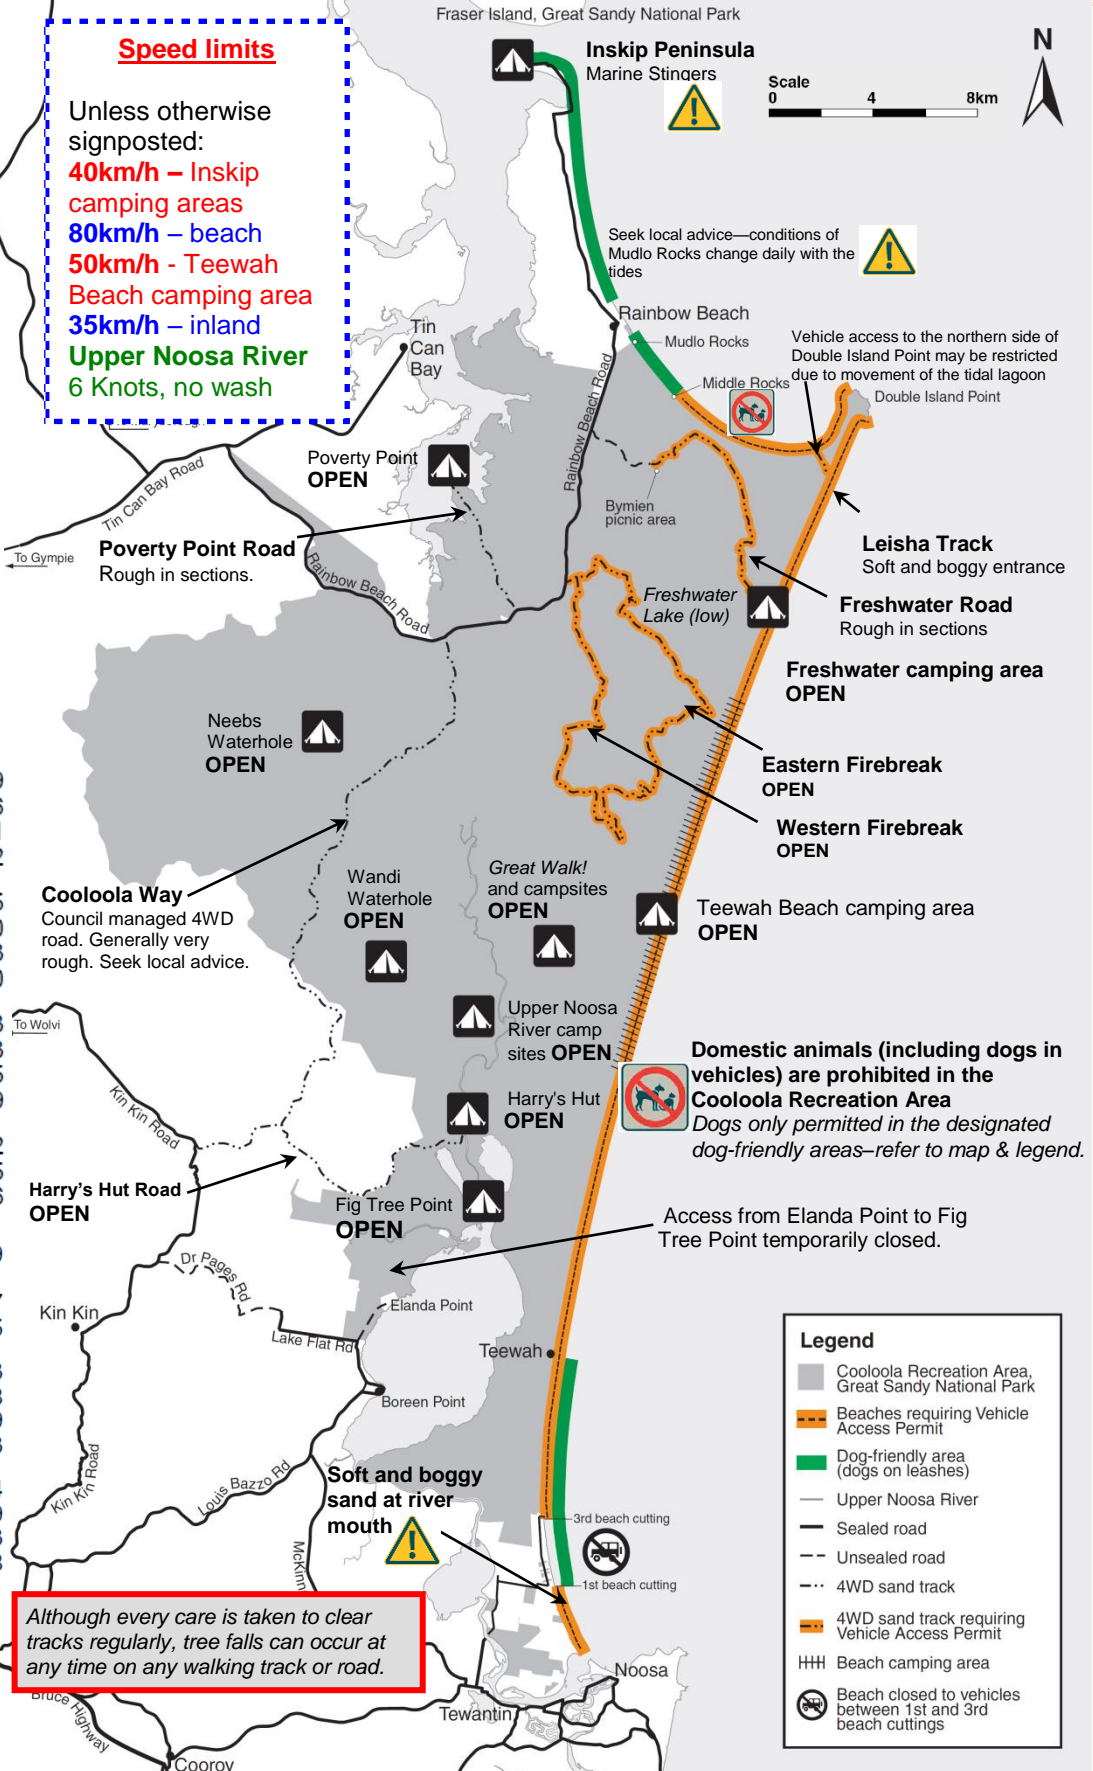 Fraser Island, Great Sandy National Park
Speed limits
Unless otherwise
signposted:
40km/h – Inskip
camping areas
80km/h – beach
50km/h - Teewah
Beach camping area
35km/h – inland
Upper Noosa River
6 Knots, no wash
Inskip Peninsula
Marine Stingers
N
Scale
0 4 8km
Seek local advice—conditions of
Mudlo Rocks change daily with the
tides
Rainbow Beach
Mudlo Rocks
Middle Rocks
Vehicle access to the northern side of
Double Island Point may be restricted
due to movement of the tidal lagoon
Double Island Point
Tin
Can
Bay
Rainbow Beach Road
Poverty Point
OPEN
Tin Can Bay Road
To Gympie
Poverty Point Road
Rough in sections.
Rainbow Beach Road
Bymien
picnic area
Leisha Track
Soft and boggy entrance
Freshwater
Lake (low)
Freshwater Road
Rough in sections
Freshwater camping area
OPEN
Neebs
Waterhole
OPEN
Eastern Firebreak
OPEN
Western Firebreak
OPEN
Cooloola Way
Council managed 4WD
road. Generally very
rough. Seek local advice.
Wandi
Waterhole
OPEN
Great Walk!
and campsites
OPEN
Teewah Beach camping area
OPEN
Upper Noosa
River camp
sites OPEN
To Wolvi
Kin Kin Road
Domestic animals (including dogs in
vehicles) are prohibited in the
Cooloola Recreation Area
Dogs only permitted in the designated
dog-friendly areas–refer to map & legend.
Harry's Hut
OPEN
Harry's Hut Road
OPEN
Fig Tree Point
OPEN
Access from Elanda Point to Fig
Tree Point temporarily closed.
Dr Pages Rd
Kin Kin
Elanda Point
Lake Flat Rd
Teewah
Boreen Point
Kin Kin Road
Louis Bazzo Rd
McKinn
Soft and boggy
sand at river
mouth
3rd beach cutting
1st beach cutting
Although every care is taken to clear
tracks regularly, tree falls can occur at
any time on any walking track or road.
Noosa
Tewantin
Bruce Highway
Cooroy
Legend
Cooloola Recreation Area,
Great Sandy National Park
Beaches requiring Vehicle
Access Permit
Dog-friendly area
(dogs on leashes)
Upper Noosa River
Sealed road
Unsealed road
4WD sand track
4WD sand track requiring
Vehicle Access Permit
Beach camping area
Beach closed to vehicles
between 1st and 3rd
beach cuttings